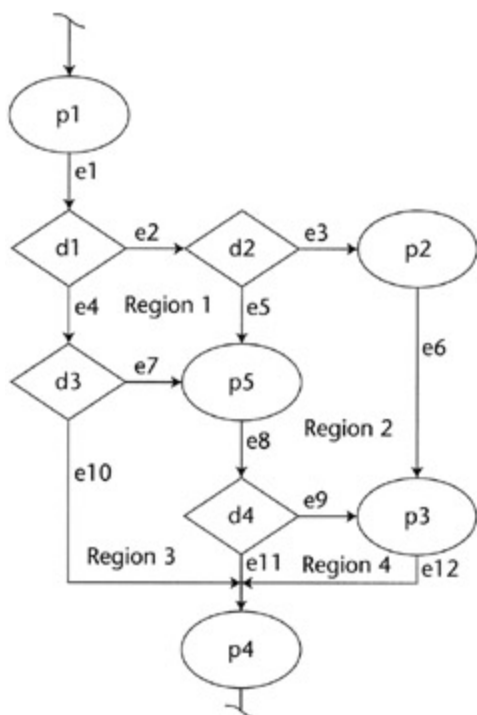 p1
e1
d1
e2
d2
e3
p2
e4
Region 1
e5
e6
d3
e7
p5
e8
Region 2
e10
d4
e9
p3
Region 3
e11
Region 4
e12
p4